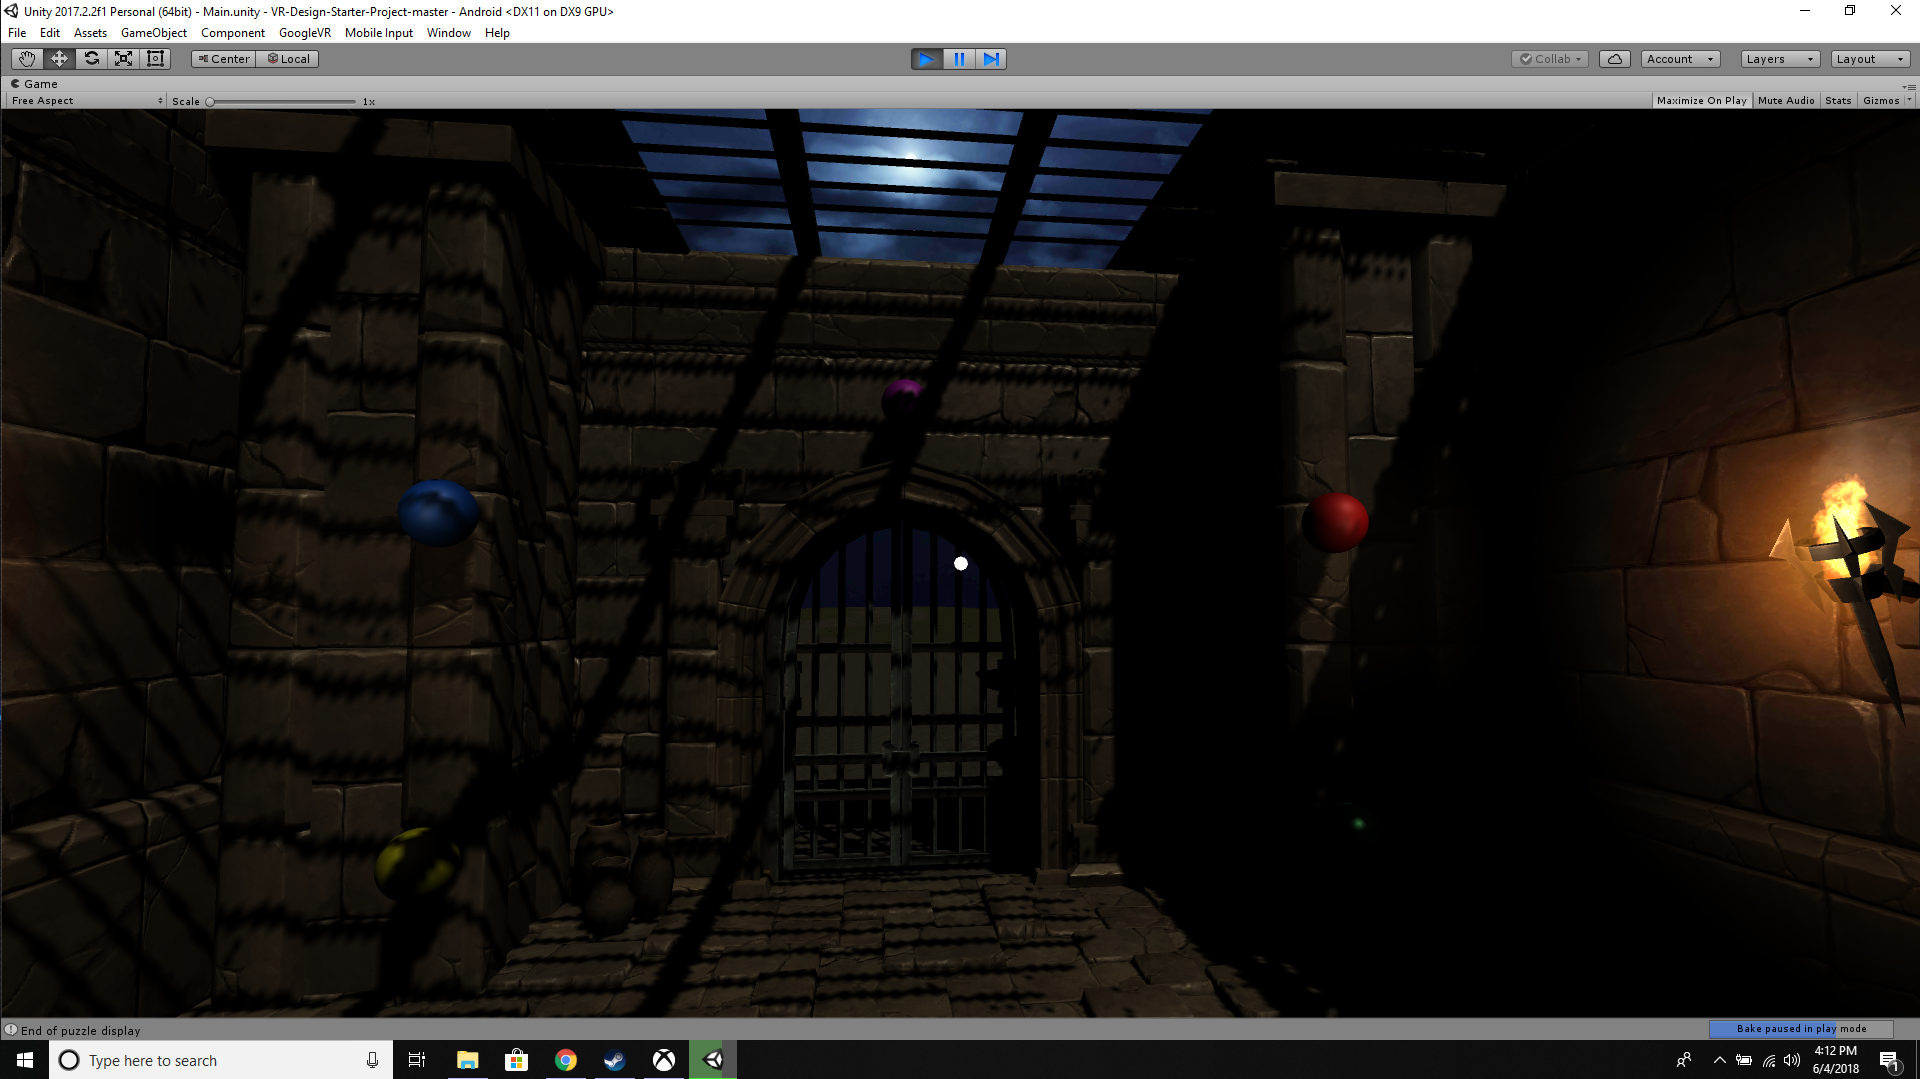 Unity 2017.2.2f1 Personal (64bit) - Main.unity - VR-Design-Starter-Project-master - Android <DX11 on DX9 GPU>
File Edit Assets GameObject Component GoogleVR Mobile Input Window Help
Center Local Collab Account Layers Layout
Game
Free Aspect Scale 1x Maximize On Play Mute Audio Stats Gizmos
End of puzzle display Bake paused in play mode
Type here to search
4:12 PM
6/4/2018
1